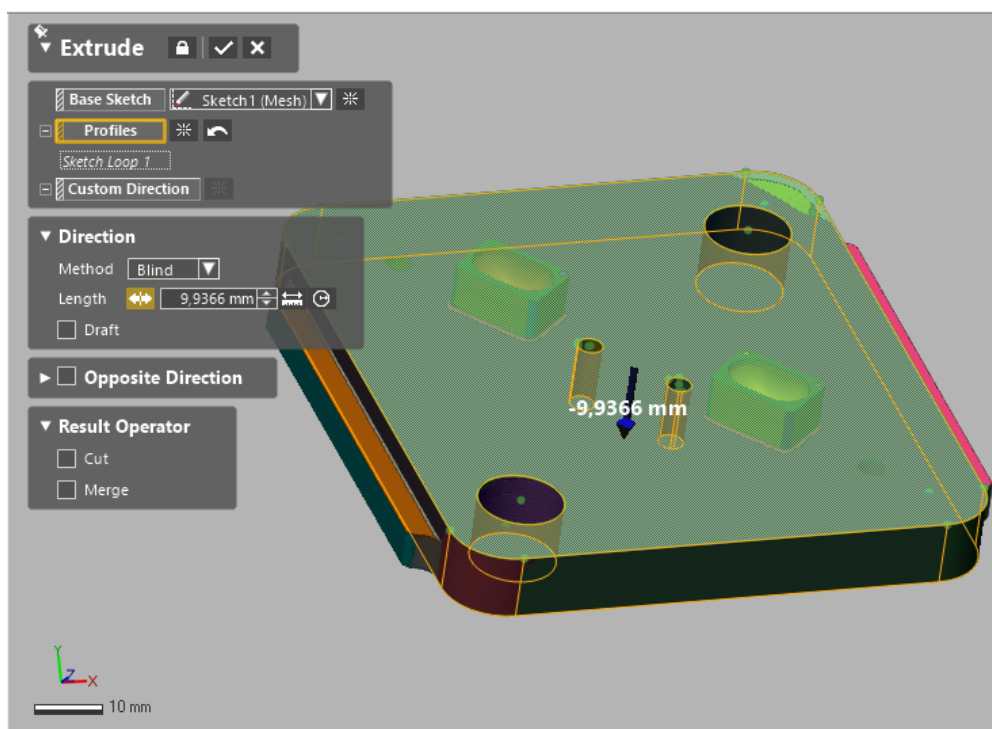 Extrude
Base Sketch Sketch1 (Mesh)
Profiles
Sketch Loop 1
Custom Direction
Direction
Method Blind
Length 9,9366 mm
Draft
Opposite Direction
Result Operator
Cut
Merge
-9,9366 mm
Y
Z X
10 mm